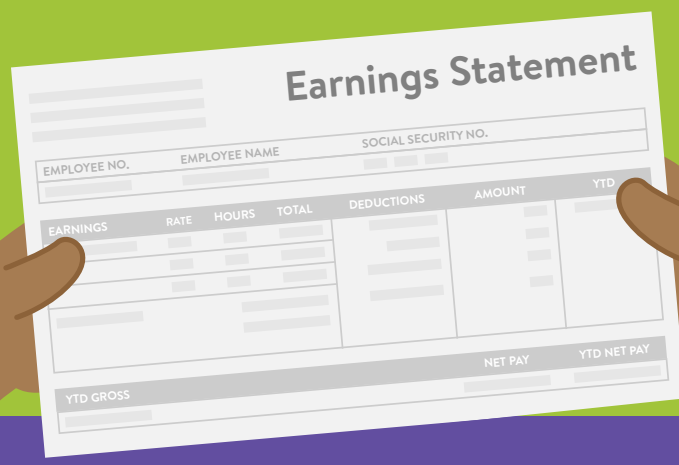 Earnings Statement
EMPLOYEE NO. EMPLOYEE NAME SOCIAL SECURITY NO.
EARNINGS RATE HOURS TOTAL DEDUCTIONS AMOUNT YTD
YTD GROSS NET PAY YTD NET PAY